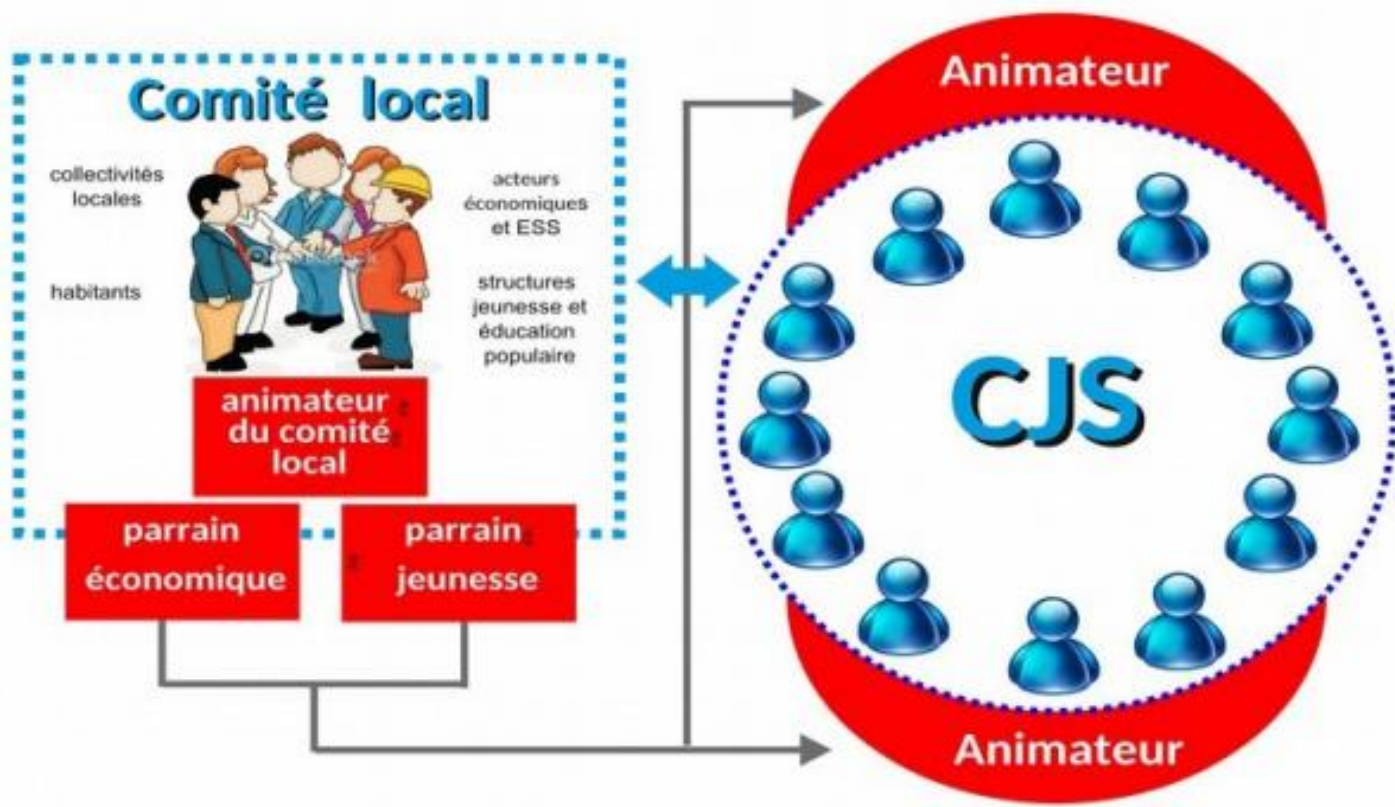 Comité local
collectivités
locales
habitants
acteurs
économiques
et ESS
structures
jeunesse et
éducation
populaire
animateur
du comité
local
parrain
économique
parrain
jeunesse
Animateur
CJS
Animateur